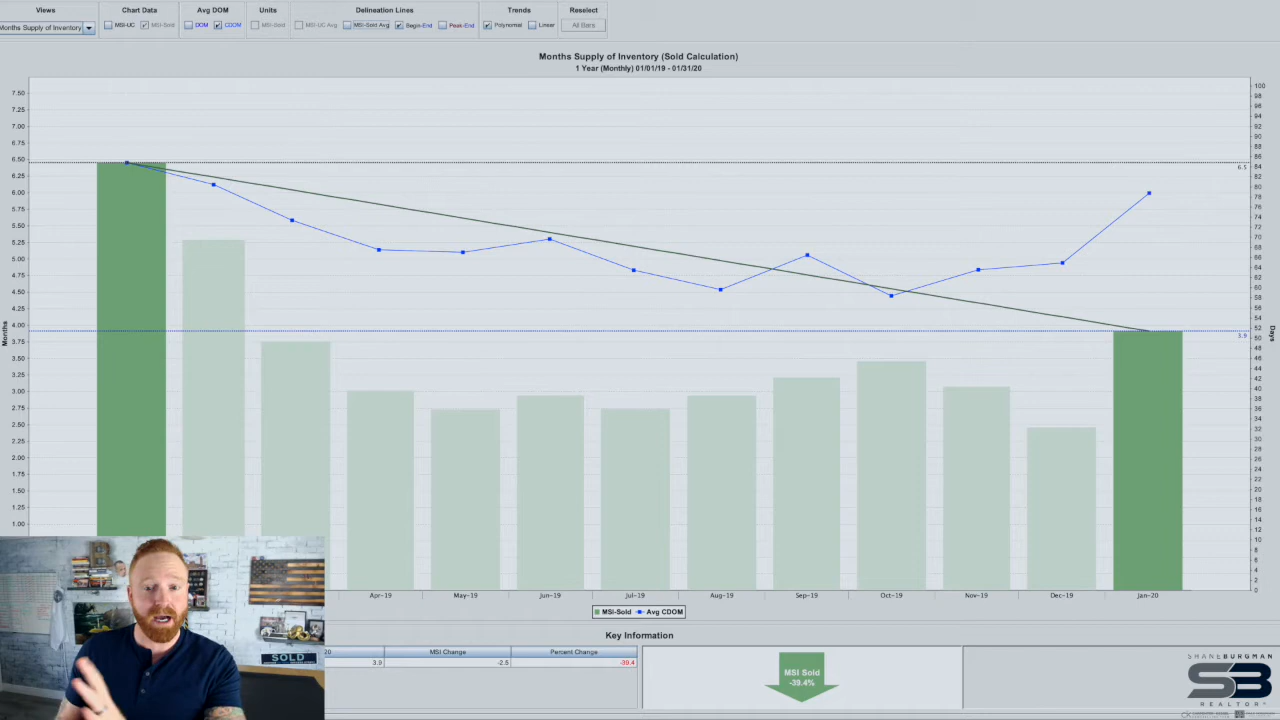 Views
Chart Data
Avg DOM
Units
Delineation Lines
Trends
Reselect
Months Supply of Inventory
MSI-UC
MSI-Sold
DOM
CDOM
MSI-Sold
MSI-UC Avg
MSI-Sold Avg
Begin-End
Peak-End
Polynomial
Linear
All Bars
Months Supply of Inventory (Sold Calculation)
1 Year (Monthly) 01/01/19 - 01/31/20
7.50
7.25
7.00
6.50
6.25
6.00
5.75
5.50
5.25
5.00
4.75
4.50
4.25
4.00
3.75
3.50
3.25
3.00
2.75
2.50
2.25
2.00
1.75
1.50
1.25
1.00
Months
100
98
96
94
92
90
88
86
84
82
80
78
76
74
72
70
68
66
64
62
60
58
56
54
52
50
48
46
44
42
40
38
36
34
32
30
28
26
24
22
20
18
16
14
12
10
8
6
4
2
0
Days
6.5
3.9
Apr-19
May-19
Jun-19
Jul-19
Aug-19
Sep-19
Oct-19
Nov-19
Dec-19
Jan-20
MSI-Sold
Avg CDOM
Key Information
20
MSI Change
Percent Change
3.9
-2.5
-39.4
MSI Sold
-39.4%
SOLD
SHANE BURGMAN
SB
REALTOR®